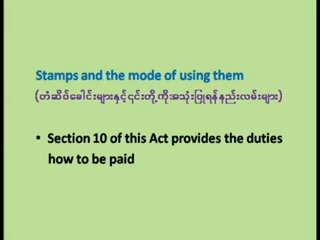 Stamps and the mode of using them
(တံဆိပ်ခေါင်းများနှင့်၎င်းတို့ကိုအသုံးပြုရန်နည်းလမ်းများ)
• Section 10 of this Act provides the duties
how to be paid